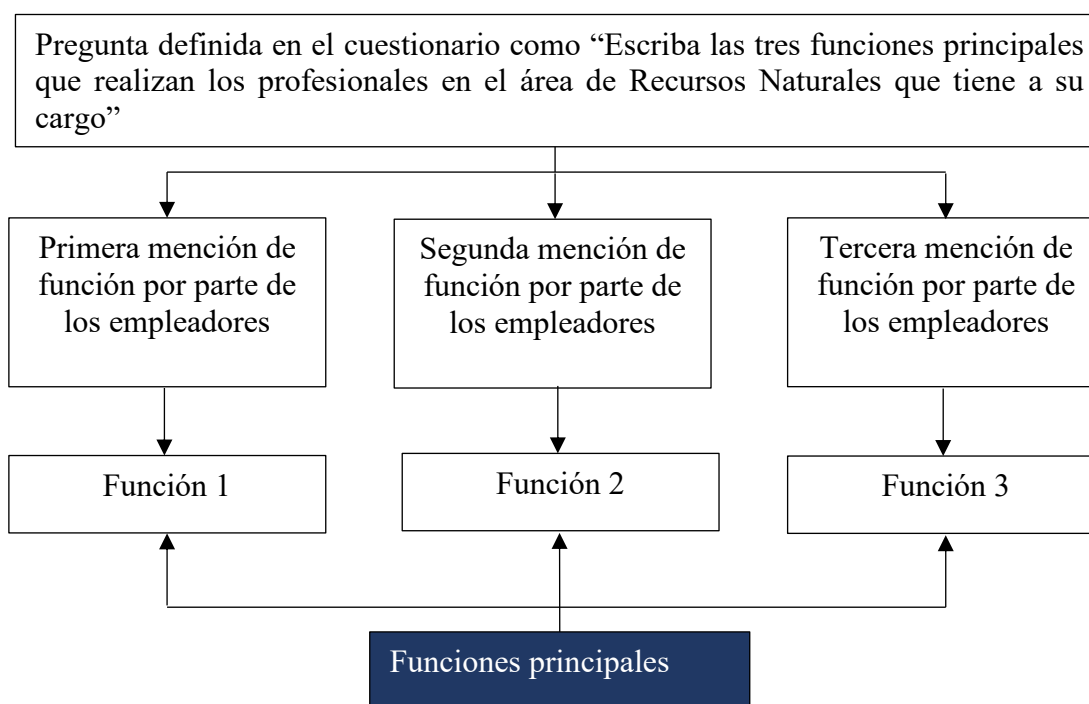 Pregunta definida en el cuestionario como “Escriba las tres funciones principales
que realizan los profesionales en el área de Recursos Naturales que tiene a su
cargo”
Primera mención de
función por parte de
los empleadores
Segunda mención de
función por parte de
los empleadores
Tercera mención de
función por parte de
los empleadores
Función 1
Función 2
Función 3
Funciones principales